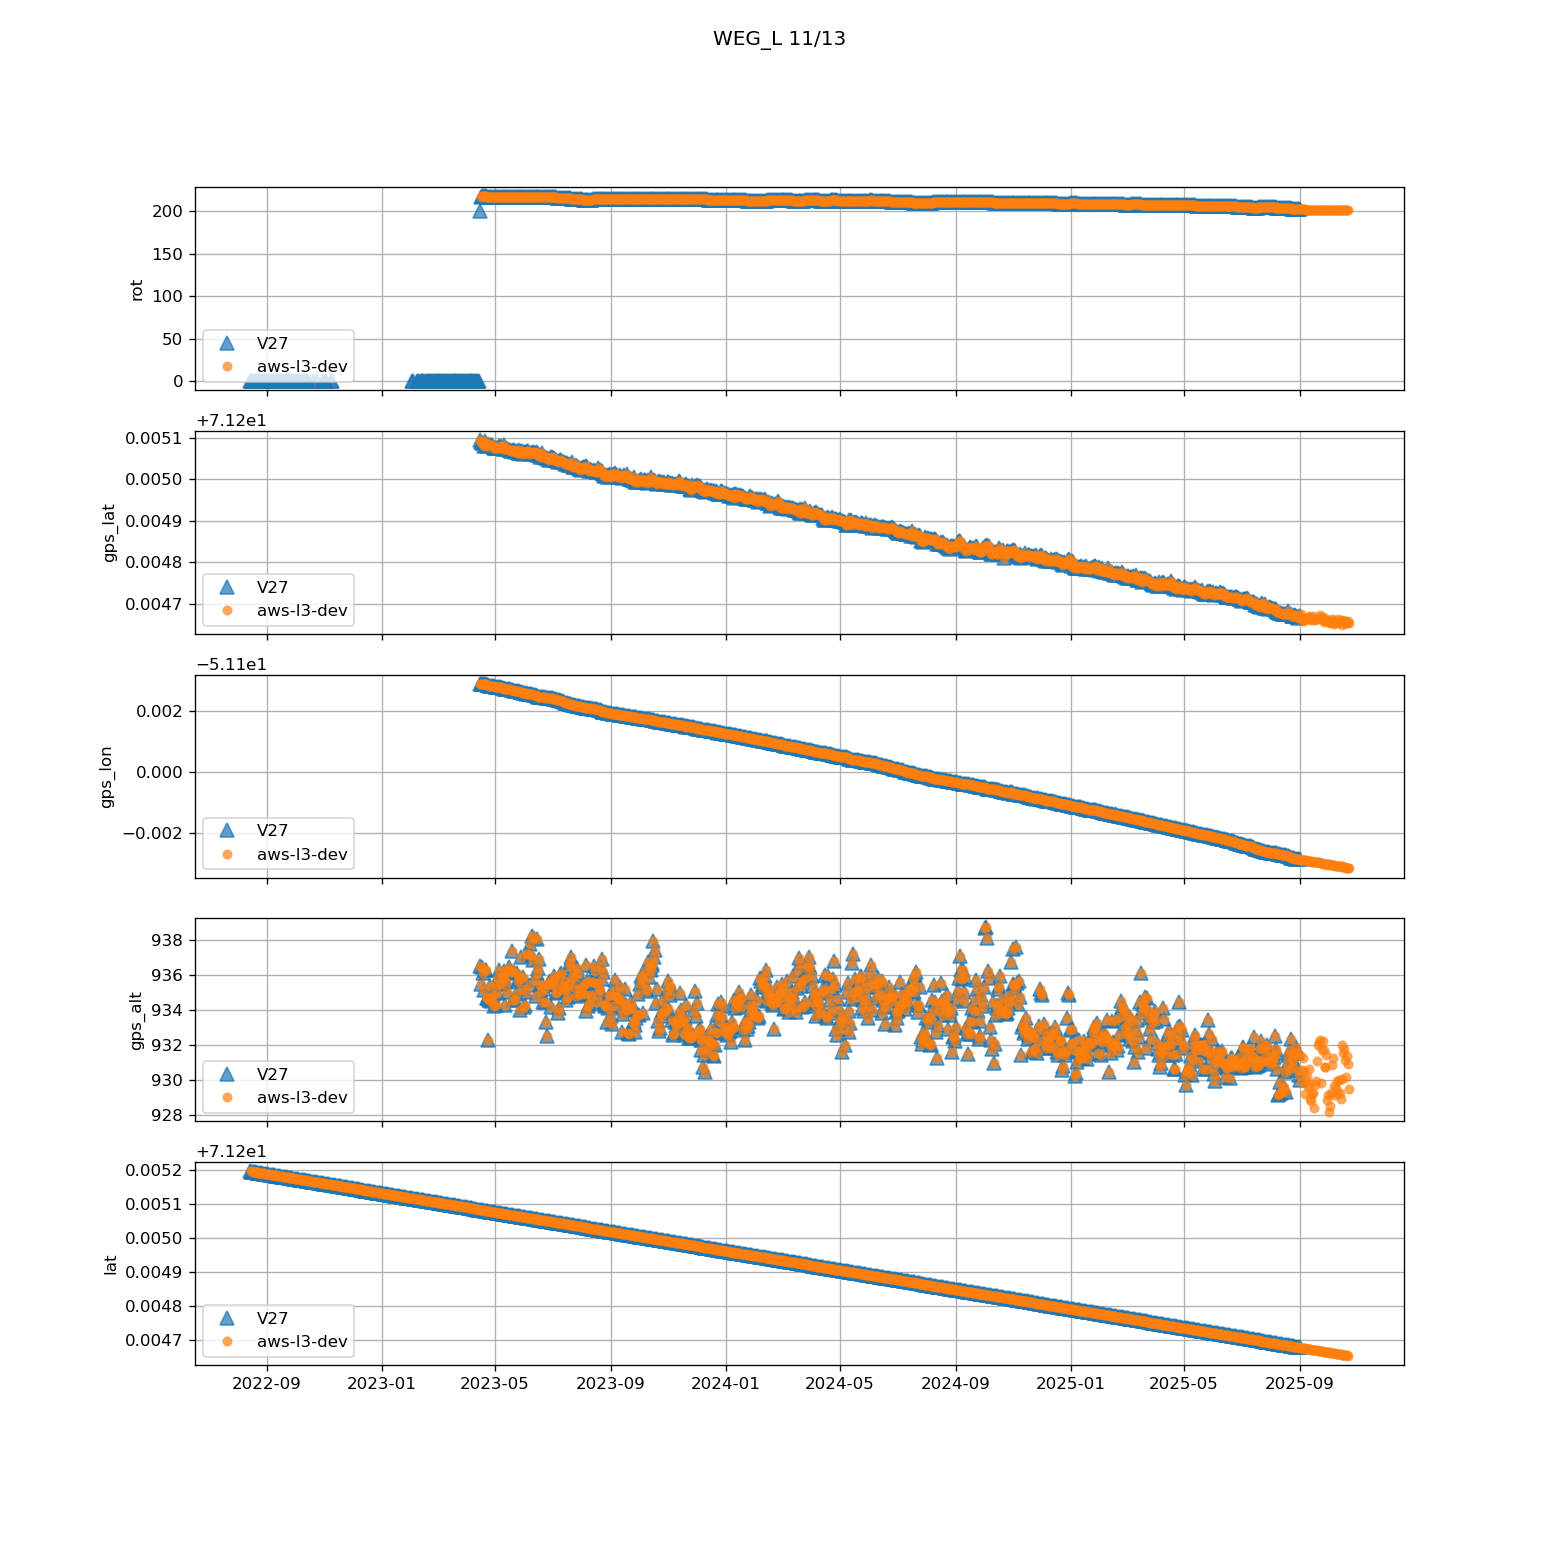 WEG_L 11/13
200
150
100
50
0
rot
V27
aws-l3-dev
+7.12e1
0.0051
0.0050
0.0049
0.0048
0.0047
gps_lat
V27
aws-l3-dev
−5.11e1
0.002
0.000
−0.002
gps_lon
V27
aws-l3-dev
938
936
934
932
930
928
gps_alt
V27
aws-l3-dev
+7.12e1
0.0052
0.0051
0.0050
0.0049
0.0048
0.0047
lat
V27
aws-l3-dev
2022-09 2023-01 2023-05 2023-09 2024-01 2024-05 2024-09 2025-01 2025-05 2025-09